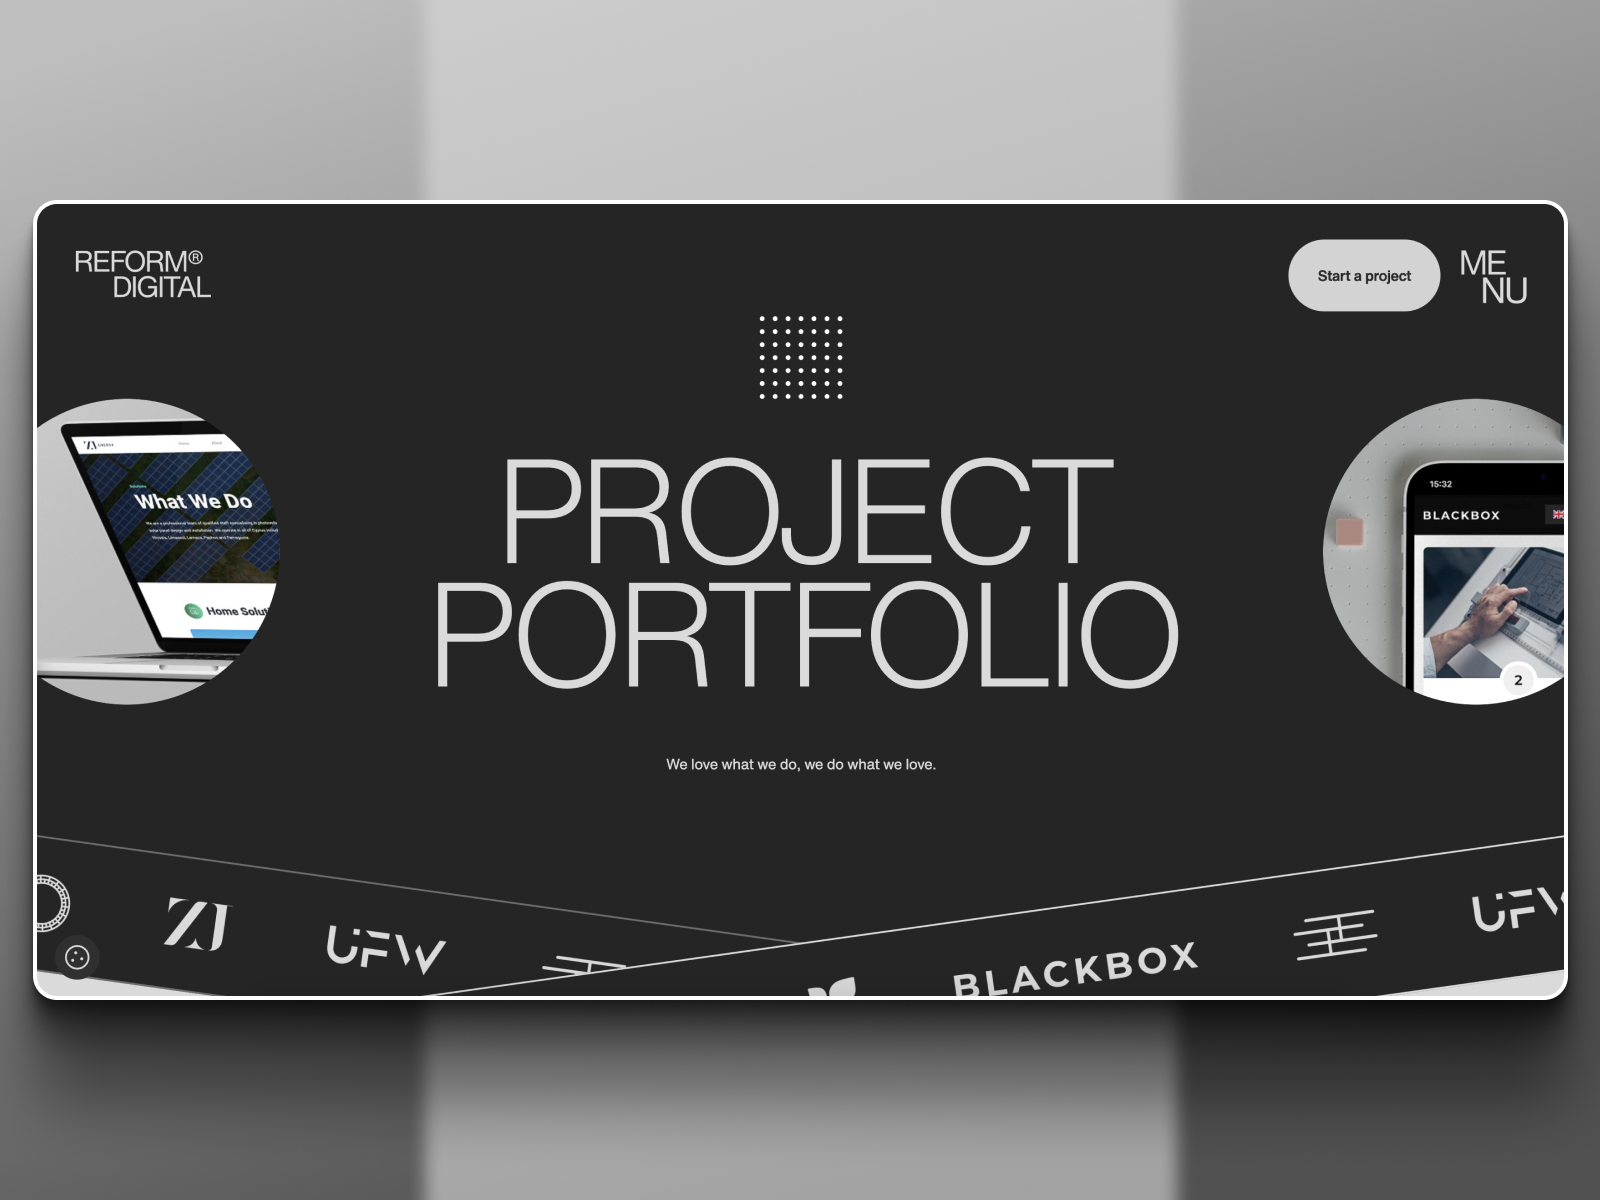 REFORM®
DIGITAL
Start a project
ME
NU
PROJECT
PORTFOLIO
What We Do
Home Solut
15:32
BLACKBOX
2
We love what we do, we do what we love.
ZJ
UFW
BLACKBOX
UFW